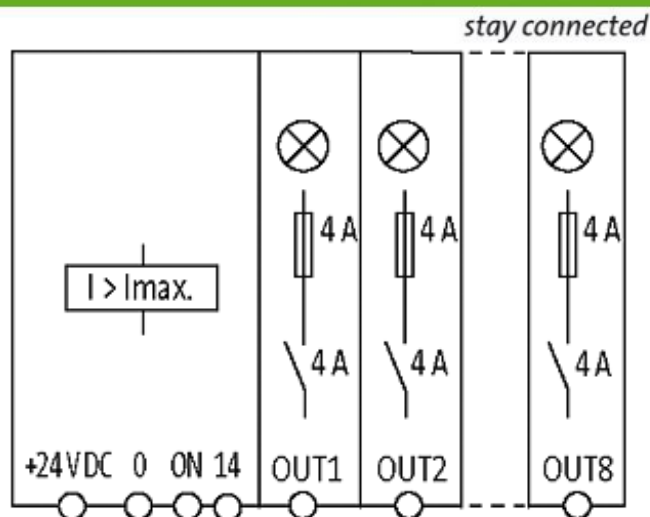 stay connected
4 A 4 A 4 A
I > Imax.
4 A 4 A 4 A
+24VDC 0 ON 14 OUT1 OUT2 OUT8